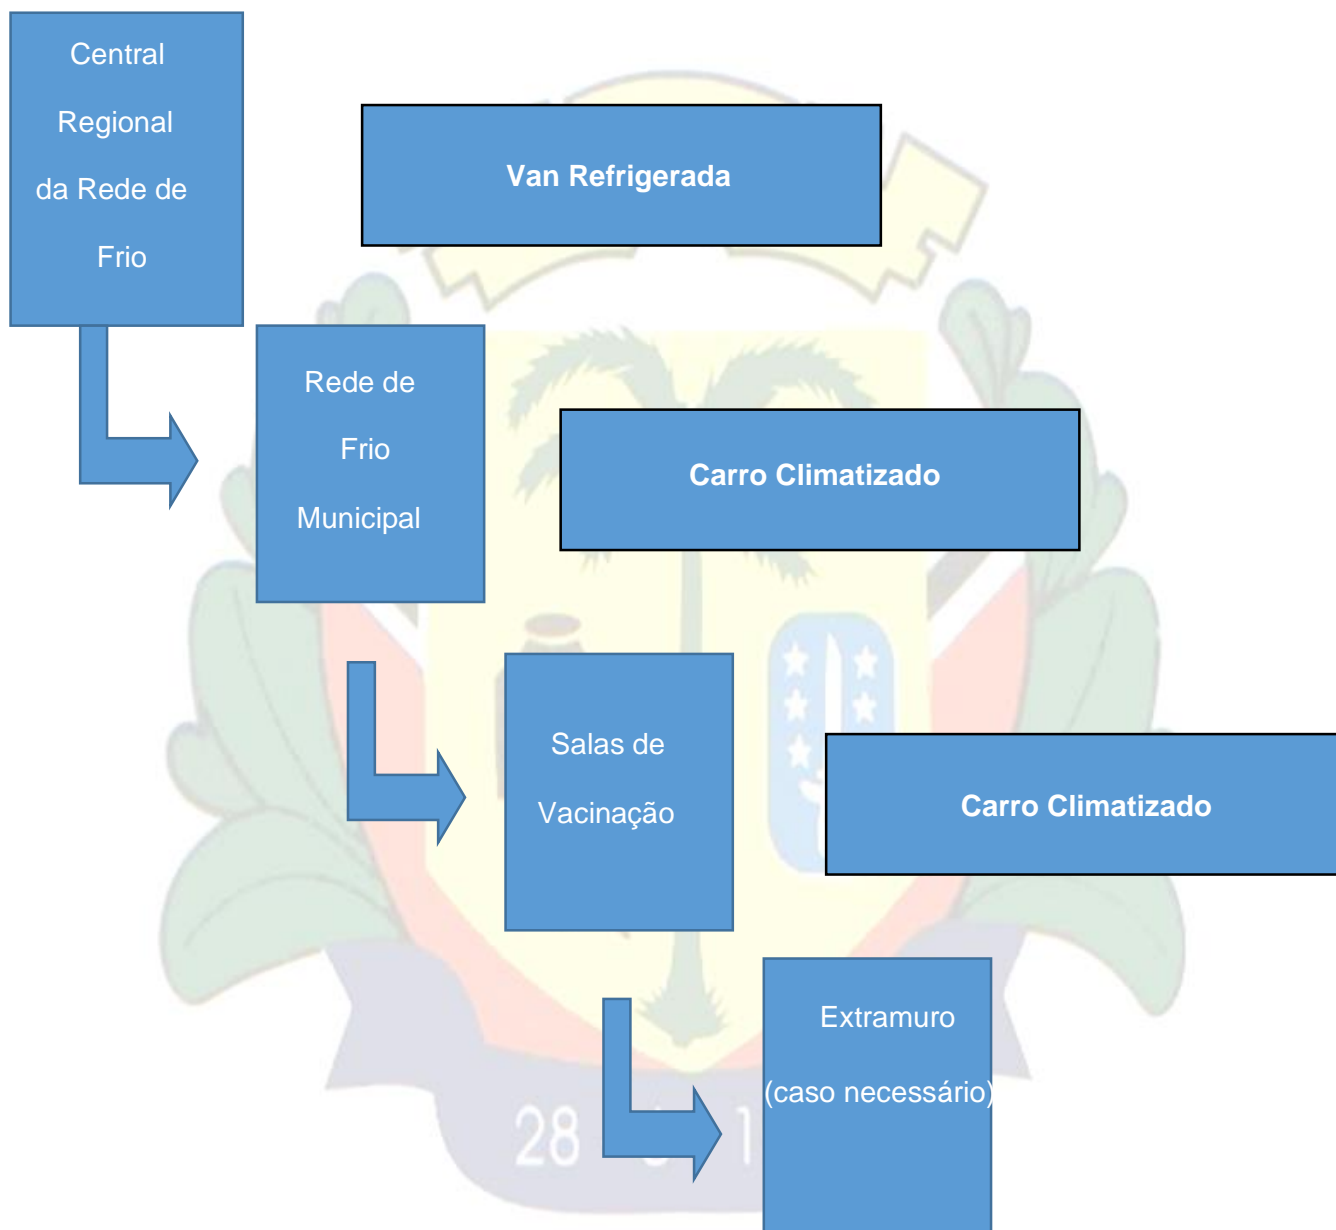 Central
Regional
da Rede de
Frio
Van Refrigerada
Rede de
Frio
Municipal
Carro Climatizado
Salas de
Vacinação
Carro Climatizado
Extramuro
(caso necessário)
28